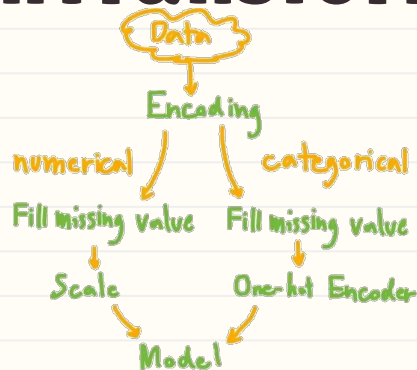 Data
Encoding
numerical categorical
Fill missing value Fill missing value
Scale One-hot Encoder
Model